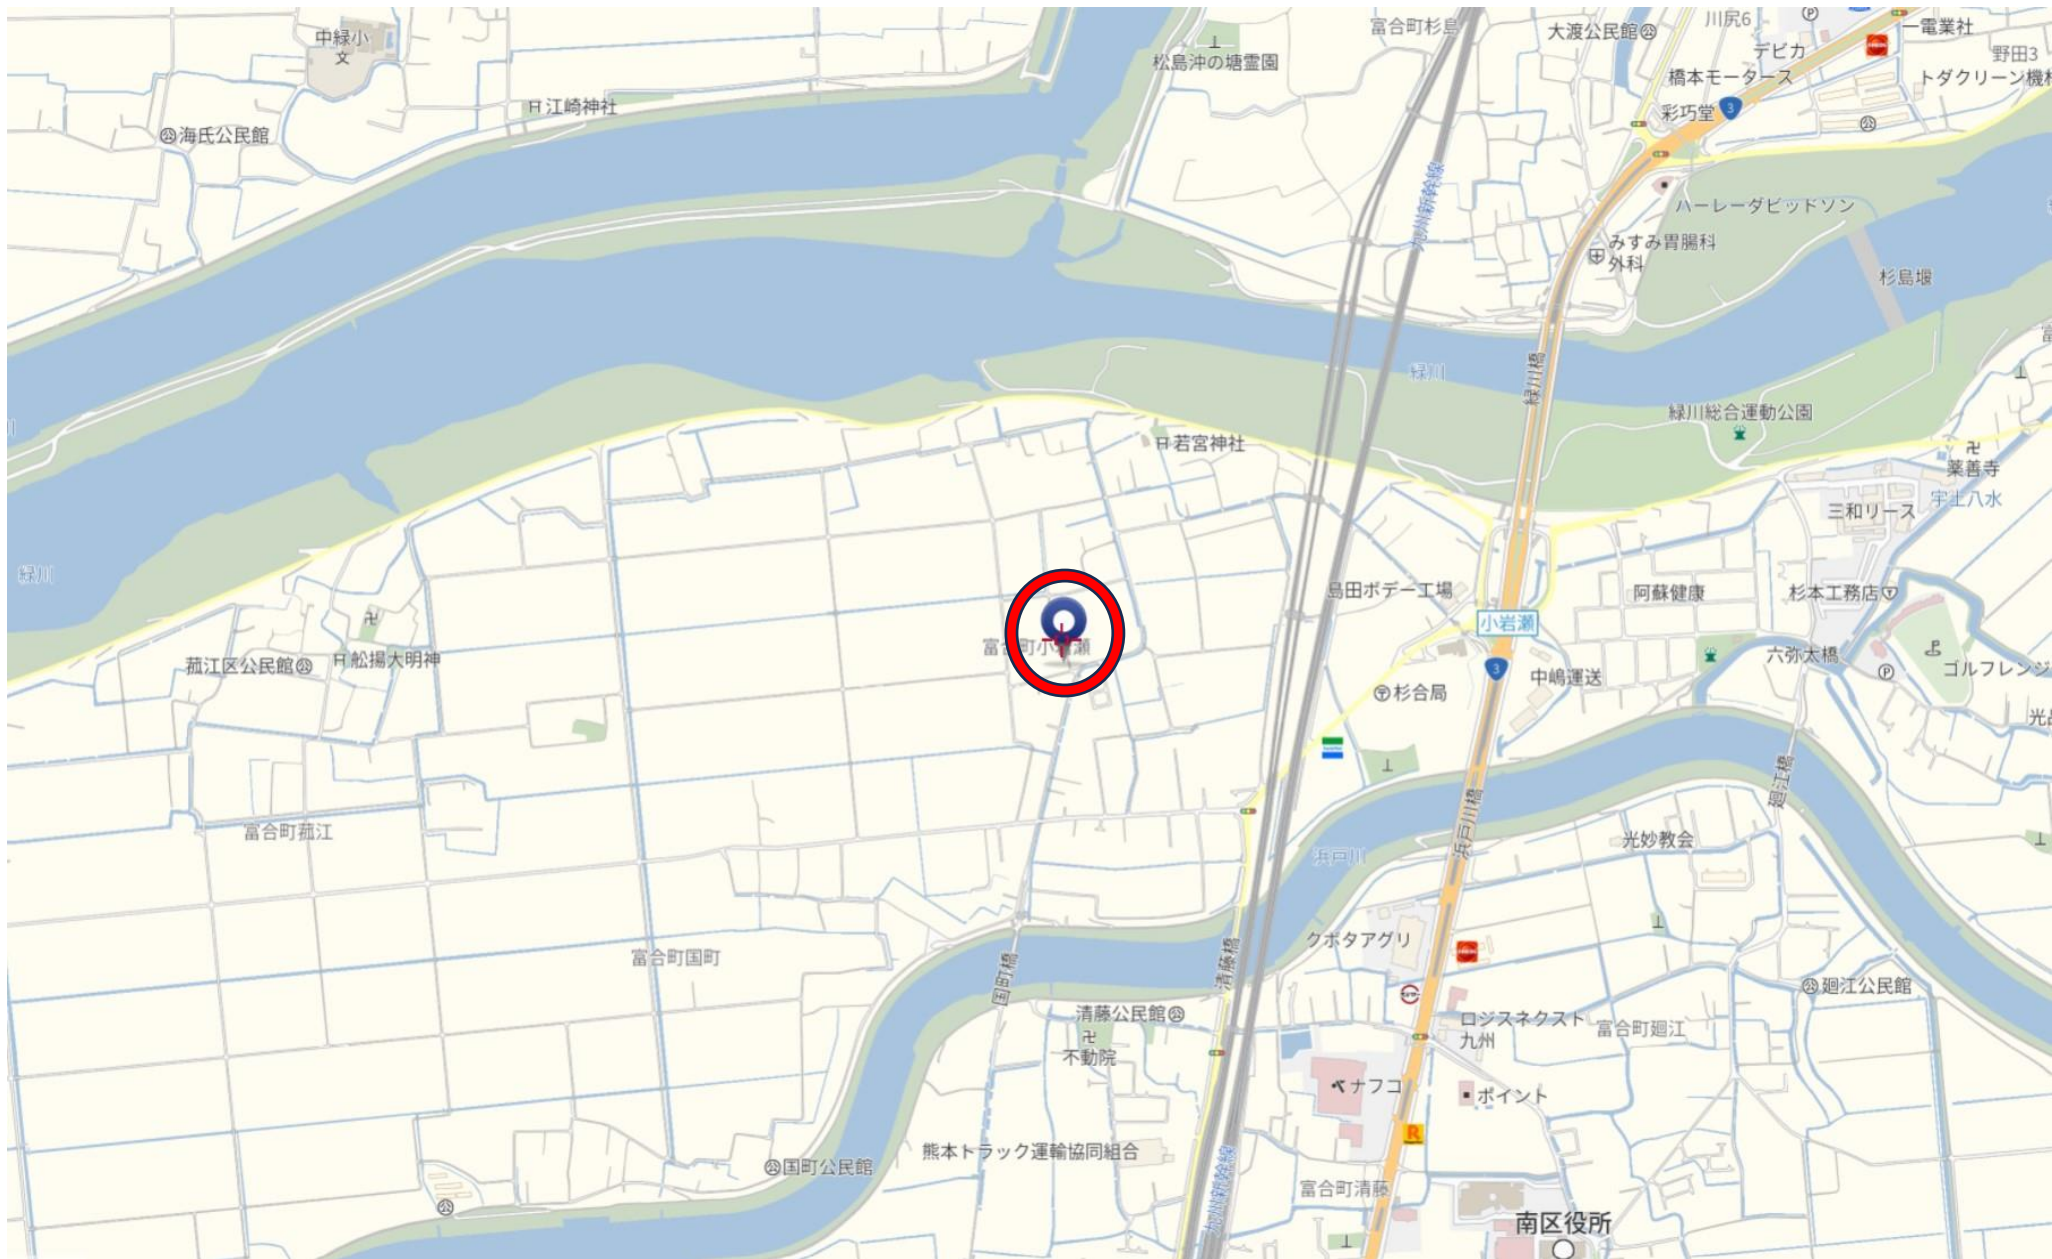 中緑小
文
江崎神社
海氏公民館
松島沖の塘霊園
富合町杉島
大渡公民館
川尻6
一電業社
デビカ
野田3
橋本モータース
トダクリーン機
彩巧堂
3
九州新幹線
ハーレーダビッドソン
みすみ胃腸科
外科
杉島堰
緑川
緑川橋
緑川総合運動公園
若宮神社
薬善寺
宇土八水
三和リース
緑川
島田ボデー工場
阿蘇健康
杉本工務店
小岩瀬
菰江区公民館
舩揚大明神
富合町小岩瀬
六弥太橋
ゴルフレンジ
3
中嶋運送
杉合局
廻江橋
富合町菰江
浜戸川
浜戸川橋
光妙教会
クボタアグリ
富合町国町
国町橋
清藤橋
廻江公民館
清藤公民館
不動院
ロジスネクスト
九州
富合町廻江
ナフコ
ポイント
R
熊本トラック運輸協同組合
国町公民館
九州新幹線
富合町清藤
南区役所